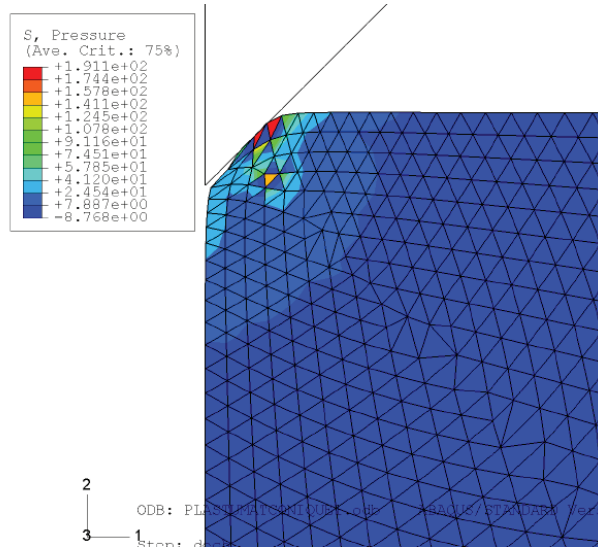 S, Pressure
(Ave. Crit.: 75%)
+1.911e+02
+1.744e+02
+1.578e+02
+1.411e+02
+1.245e+02
+1.078e+02
+9.116e+01
+7.451e+01
+5.785e+01
+4.120e+01
+2.454e+01
+7.887e+00
-8.768e+00
2
3 1
ODB: ABAQUS/STANDARD Ver
Step: